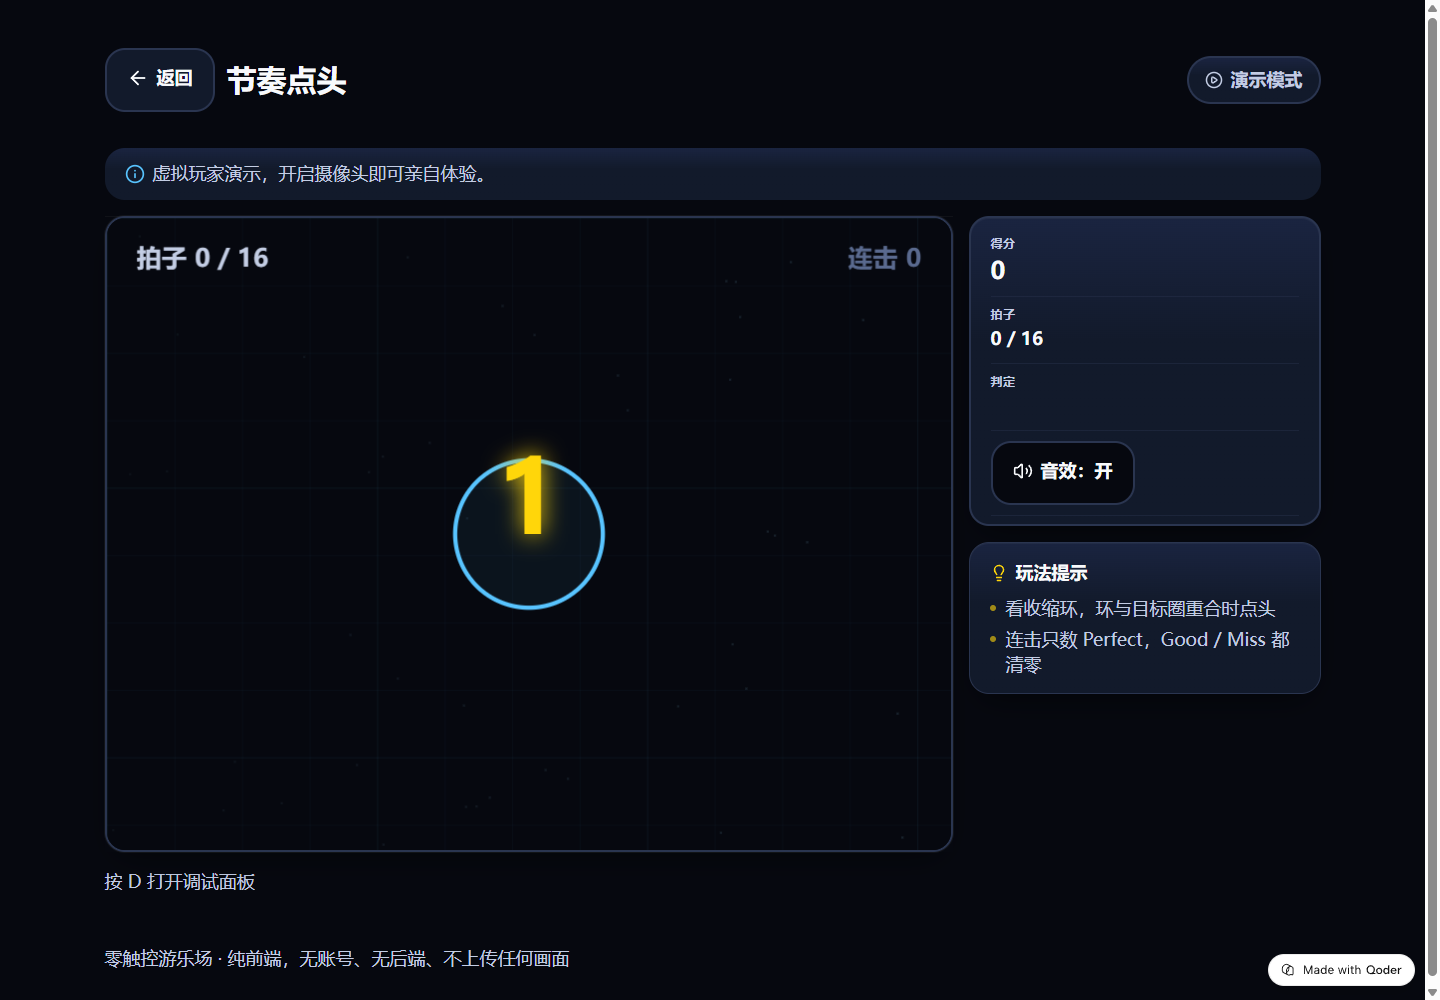 返回
节奏点头
演示模式
虚拟玩家演示，开启摄像头即可亲自体验。
拍子 0 / 16
连击 0
1
得分
0
拍子
0 / 16
判定
音效：开
玩法提示
看收缩环，环与目标圈重合时点头
连击只数 Perfect，Good / Miss 都
清零
按 D 打开调试面板
零触控游乐场 · 纯前端，无账号、无后端、不上传任何画面
Made with Qoder